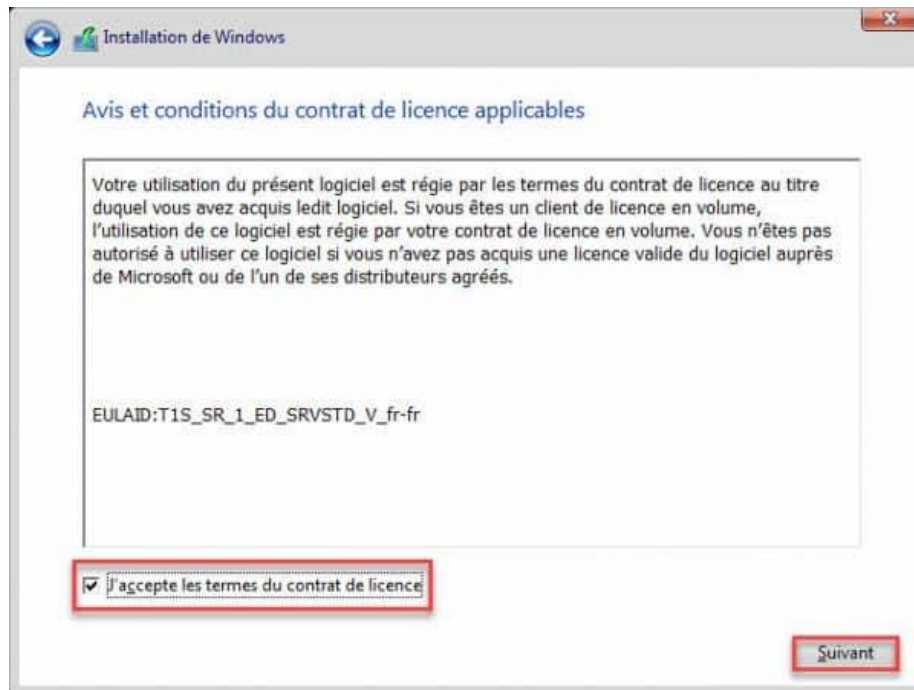 Installation de Windows
Avis et conditions du contrat de licence applicables
Votre utilisation du présent logiciel est régie par les termes du contrat de licence au titre
duquel vous avez acquis ledit logiciel. Si vous êtes un client de licence en volume,
l’utilisation de ce logiciel est régie par votre contrat de licence en volume. Vous n’êtes pas
autorisé à utiliser ce logiciel si vous n’avez pas acquis une licence valide du logiciel auprès
de Microsoft ou de l’un de ses distributeurs agréés.
EULAID:T1S_SR_1_ED_SRVSTD_V_fr-fr
J'accepte les termes du contrat de licence
Suivant